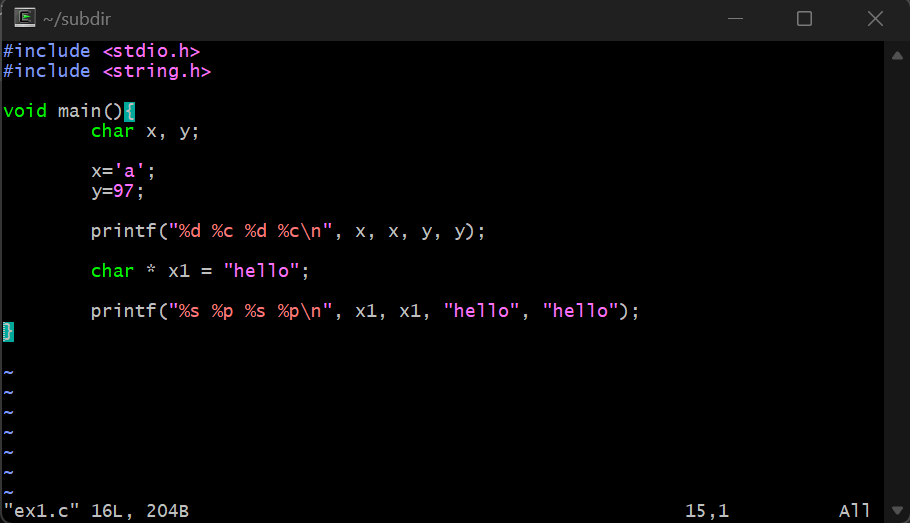 ~/subdir
#include <stdio.h>
#include <string.h>
void main(){
char x, y;
x='a';
y=97;
printf("%d %c %d %c\n", x, x, y, y);
char * x1 = "hello";
printf("%s %p %s %p\n", x1, x1, "hello", "hello");
}
~
~
~
~
~
~
~
"ex1.c" 16L, 204B 15,1 All